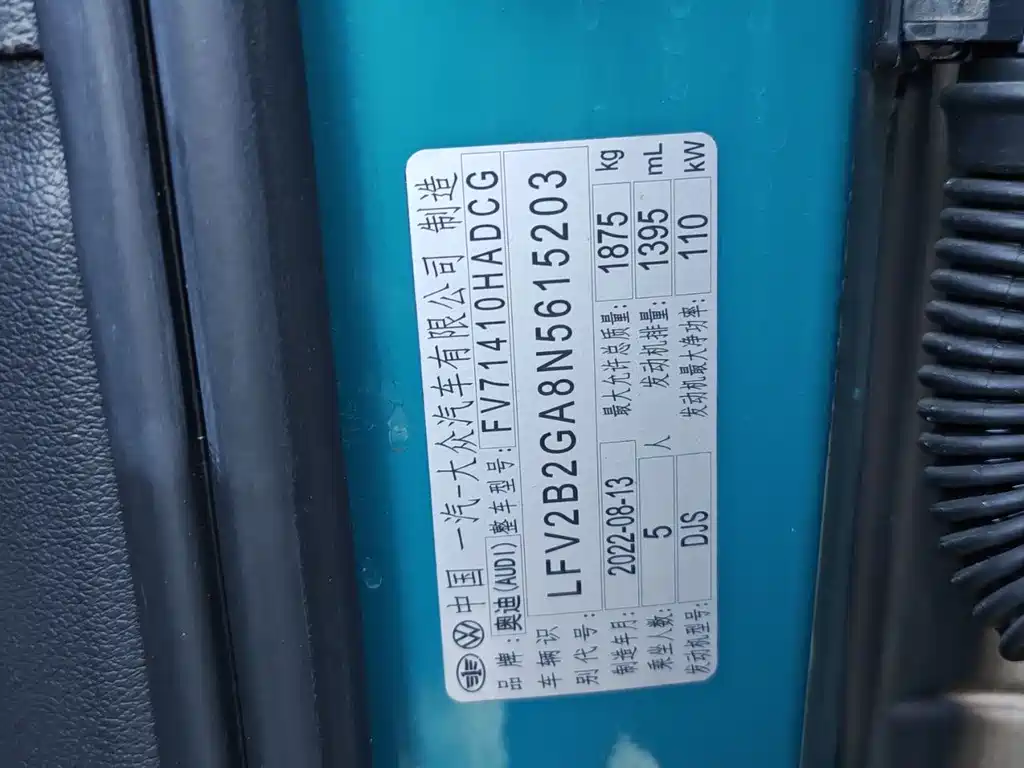 中国 一汽-大众汽车有限公司 制造
品牌: 奥迪(AUDI) 整车型号: FV71410HADCG
车辆识别代号: LFV2B2GA8N5615203
制造年月: 2022-08-13 最大允许总质量: 1875 kg
乘坐人数: 5 人 发动机排量: 1395 mL
发动机型号: DJS 发动机最大净功率: 110 kW